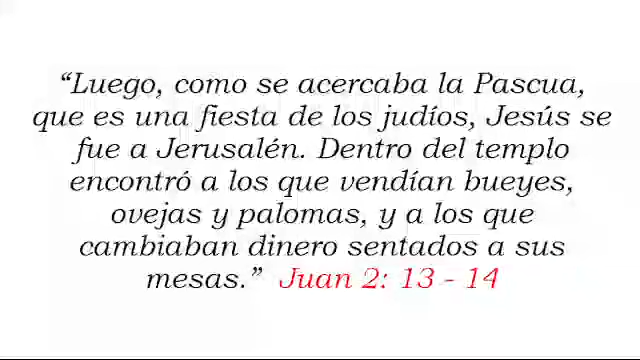 “Luego, como se acercaba la Pascua,
que es una fiesta de los judíos, Jesús se
fue a Jerusalén. Dentro del templo
encontró a los que vendían bueyes,
ovejas y palomas, y a los que
cambiaban dinero sentados a sus
mesas.” Juan 2: 13 - 14